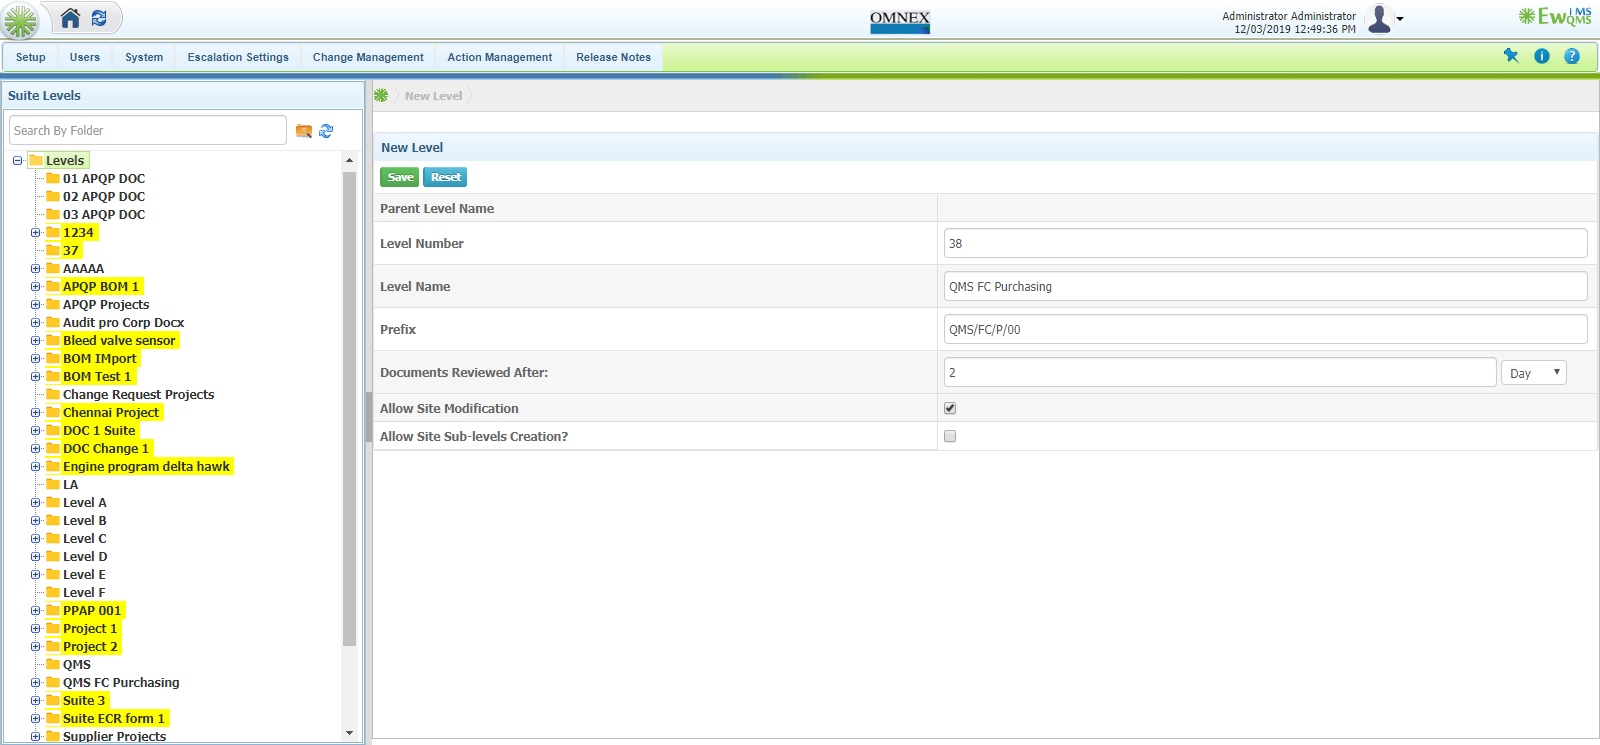 OMNEX
Administrator Administrator
12/03/2019 12:49:36 PM
EwIMS
QMS
Setup
Users
System
Escalation Settings
Change Management
Action Management
Release Notes
Suite Levels
Search By Folder
Levels
01 APQP DOC
02 APQP DOC
03 APQP DOC
1234
37
AAAAA
APQP BOM 1
APQP Projects
Audit pro Corp Docx
Bleed valve sensor
BOM IMport
BOM Test 1
Change Request Projects
Chennai Project
DOC 1 Suite
DOC Change 1
Engine program delta hawk
LA
Level A
Level B
Level C
Level D
Level E
Level F
PPAP 001
Project 1
Project 2
QMS
QMS FC Purchasing
Suite 3
Suite ECR form 1
Supplier Projects
New Level
New Level
Save
Reset
Parent Level Name
Level Number
38
Level Name
QMS FC Purchasing
Prefix
QMS/FC/P/00
Documents Reviewed After:
2
Day
Allow Site Modification
Allow Site Sub-levels Creation?